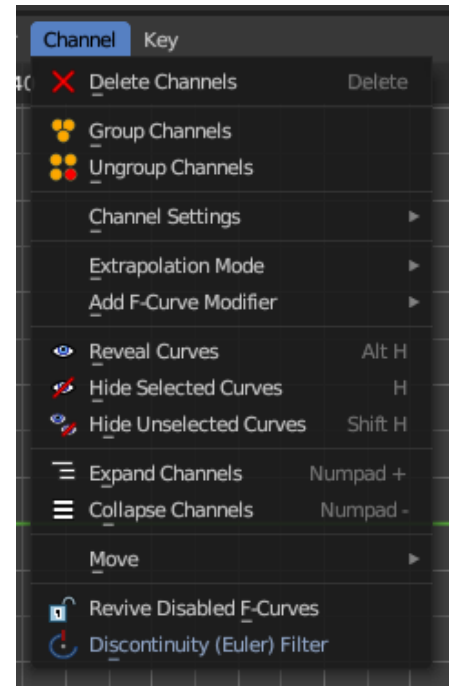 Channel Key
40
Delete Channels Delete
Group Channels
Ungroup Channels
Channel Settings
Extrapolation Mode
Add F-Curve Modifier
Reveal Curves Alt H
Hide Selected Curves H
Hide Unselected Curves Shift H
Expand Channels Numpad +
Collapse Channels Numpad -
Move
Revive Disabled F-Curves
Discontinuity (Euler) Filter